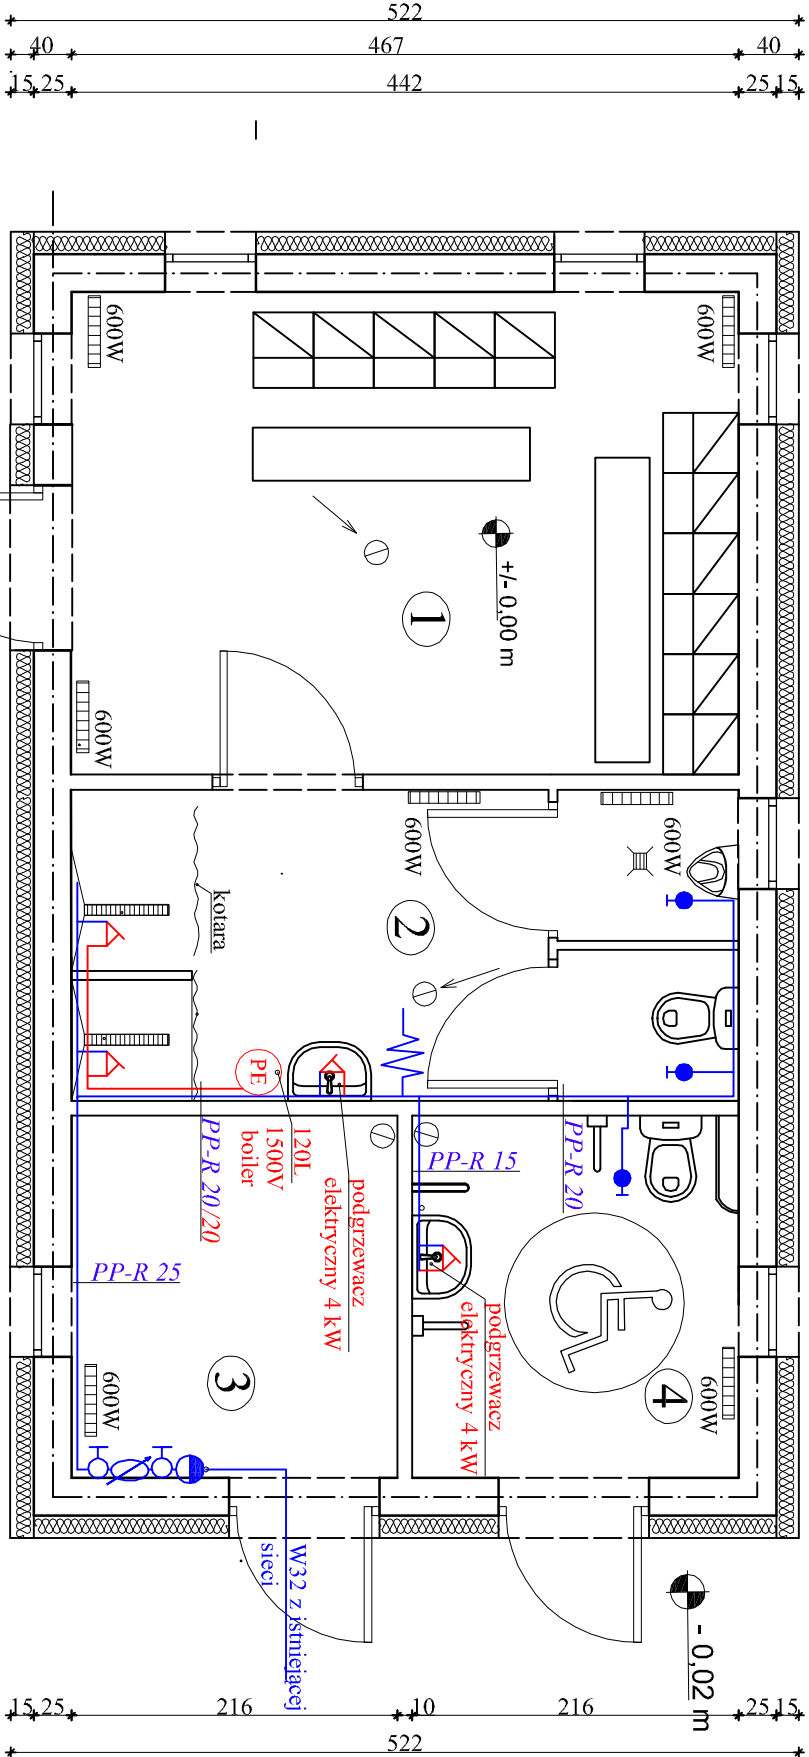 522
40 467 40
15 25 442 25 15
600W
600W
+/- 0,00 m
1
600W
600W
600W
kotara
2
PE
120L
1500V
boiler
PP-R 20/20
podgrzewacz
elektryczny 4 kW
PP-R 15
PP-R 20
PP-R 25
podgrzewacz
elektryczny 4 kW
3
4
600W
600W
W32 z istniejącej
sieci
- 0,02 m
15 25 216 10 216 25 15
522